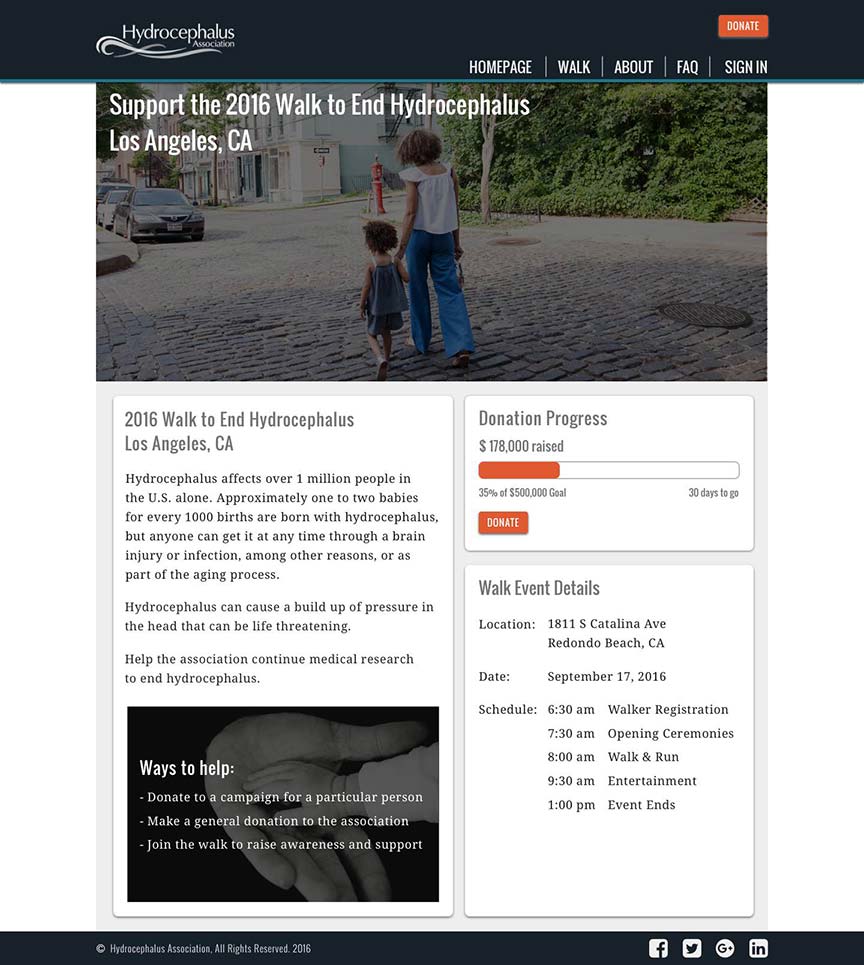 Hydrocephalus
Association
DONATE
HOMEPAGE
WALK
ABOUT
FAQ
SIGN IN
Support the 2016 Walk to End Hydrocephalus
Los Angeles, CA
2016 Walk to End Hydrocephalus
Los Angeles, CA
Hydrocephalus affects over 1 million people in
the U.S. alone. Approximately one to two babies
for every 1000 births are born with hydrocephalus,
but anyone can get it at any time through a brain
injury or infection, among other reasons, or as
part of the aging process.
Hydrocephalus can cause a build up of pressure in
the head that can be life threatening.
Help the association continue medical research
to end hydrocephalus.
Ways to help:
- Donate to a campaign for a particular person
- Make a general donation to the association
- Join the walk to raise awareness and support
Donation Progress
$ 178,000 raised
35% of $500,000 Goal
30 days to go
DONATE
Walk Event Details
Location: 1811 S Catalina Ave
Redondo Beach, CA
Date: September 17, 2016
Schedule: 6:30 am Walker Registration
7:30 am Opening Ceremonies
8:00 am Walk & Run
9:30 am Entertainment
1:00 pm Event Ends
© Hydrocephalus Association, All Rights Reserved. 2016